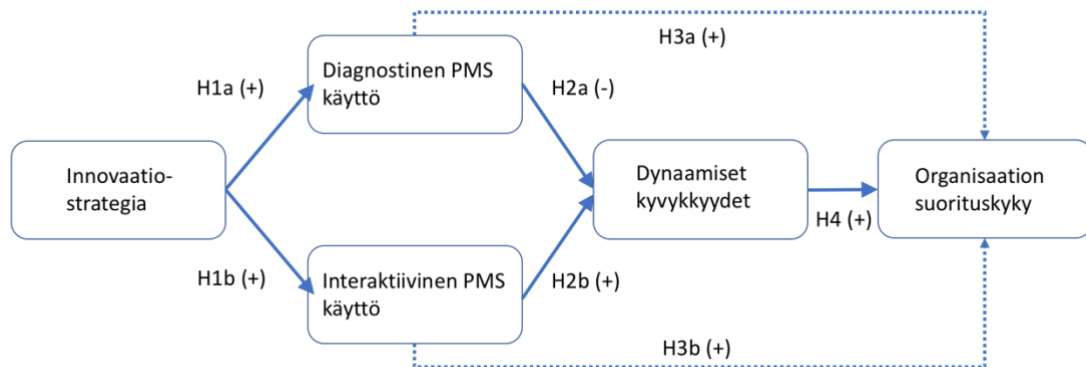 H3a (+)
Diagnostinen PMS
käyttö
H1a (+)
H2a (-)
Innovaatio-
strategia
Dynaamiset
kyvykkyydet
Organisaation
suorituskyky
H4 (+)
H1b (+)
Interaktiivinen PMS
käyttö
H2b (+)
H3b (+)